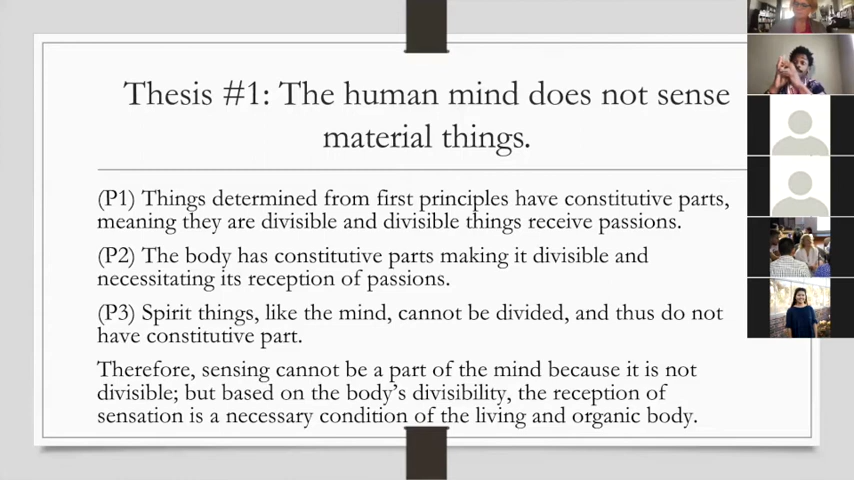 Thesis #1: The human mind does not sense
material things.
(P1) Things determined from first principles have constitutive parts,
meaning they are divisible and divisible things receive passions.
(P2) The body has constitutive parts making it divisible and
necessitating its reception of passions.
(P3) Spirit things, like the mind, cannot be divided, and thus do not
have constitutive part.
Therefore, sensing cannot be a part of the mind because it is not
divisible; but based on the body's divisibility, the reception of
sensation is a necessary condition of the living and organic body.